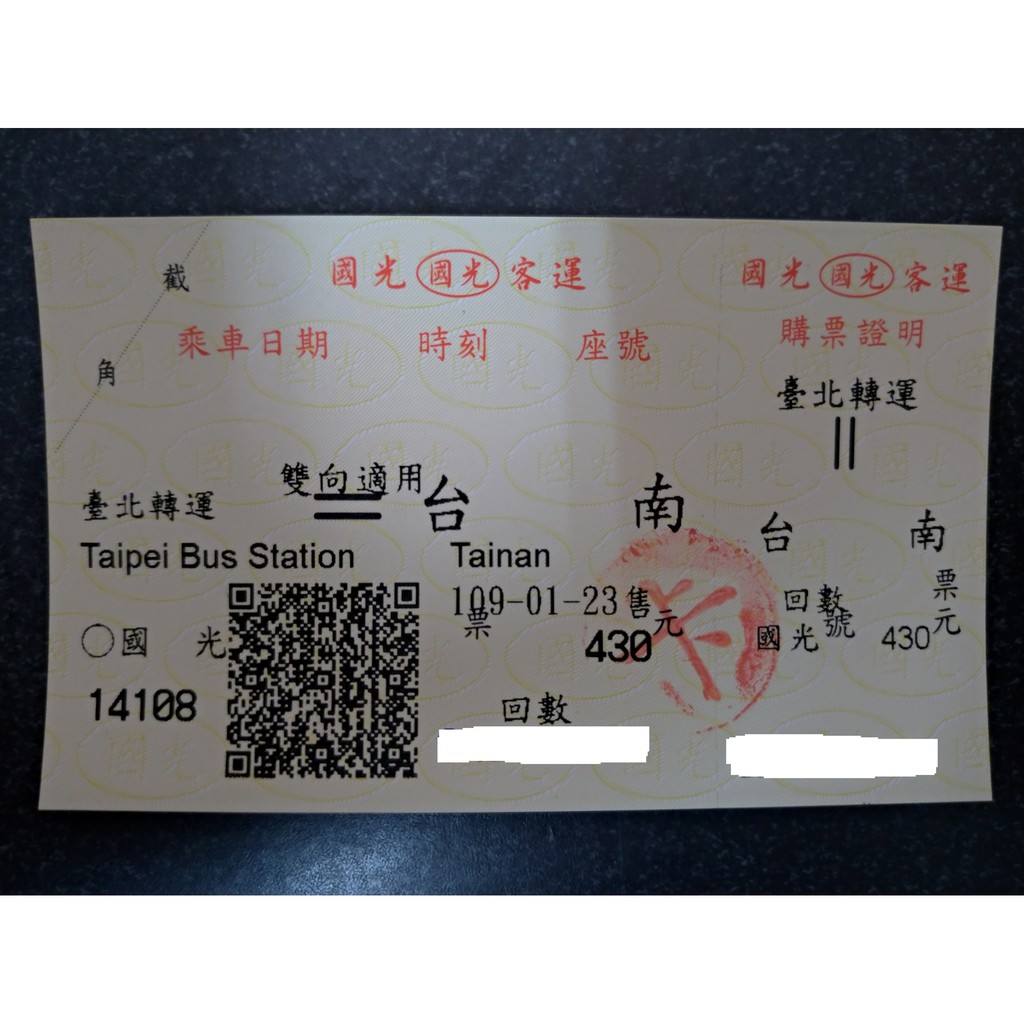 截
角
國光 國光 客運
乘車日期 時刻 座號
雙向適用
臺北轉運 台 南
Taipei Bus Station Tainan
109-01-23 售
票
430 元
○國 光
14108
回數
國光 國光 客運
購票證明
臺北轉運
台 南
回數 票
國光 號 430 元